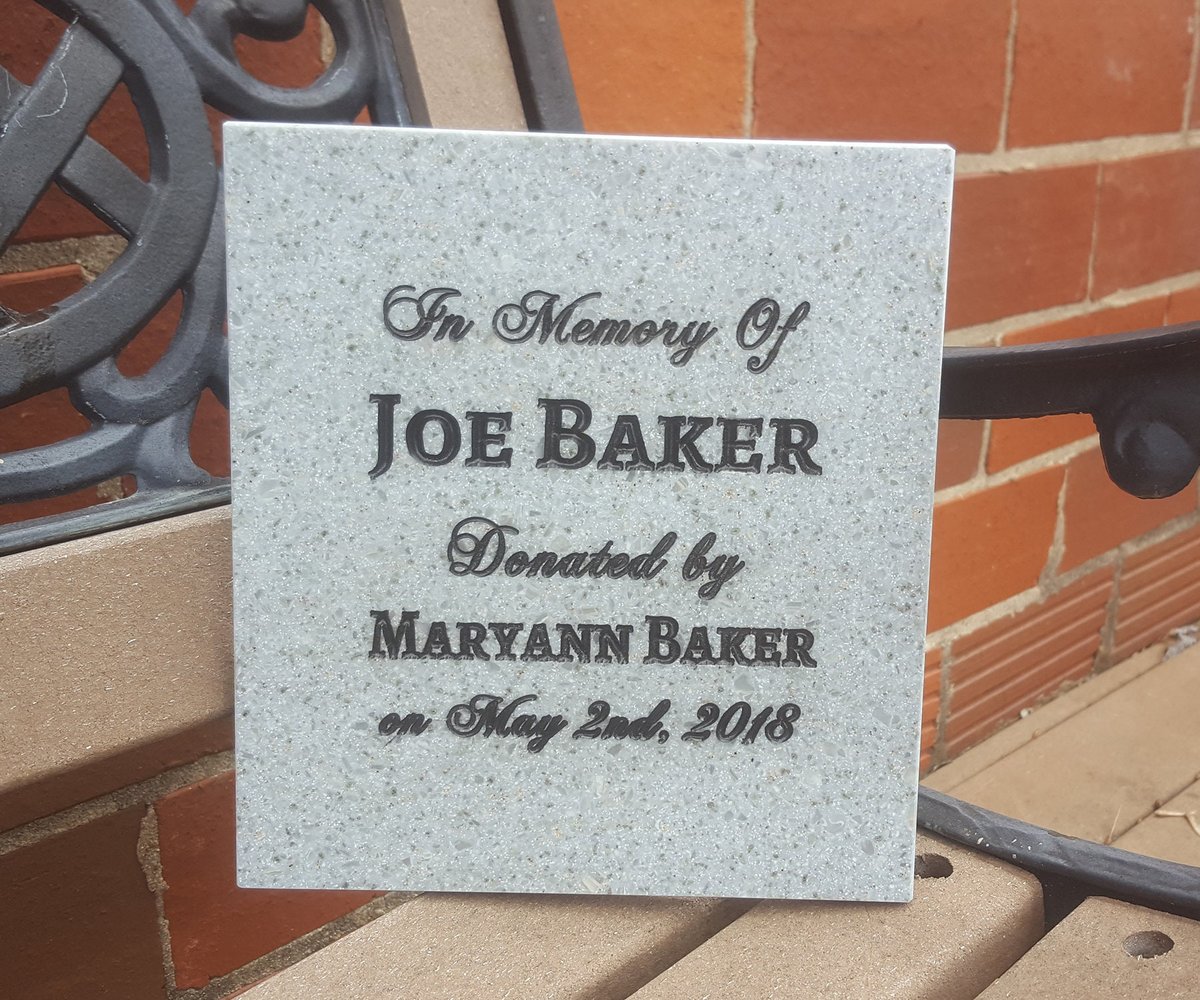 In Memory Of
JOE BAKER
Donated by
MARYANN BAKER
on May 2nd, 2018